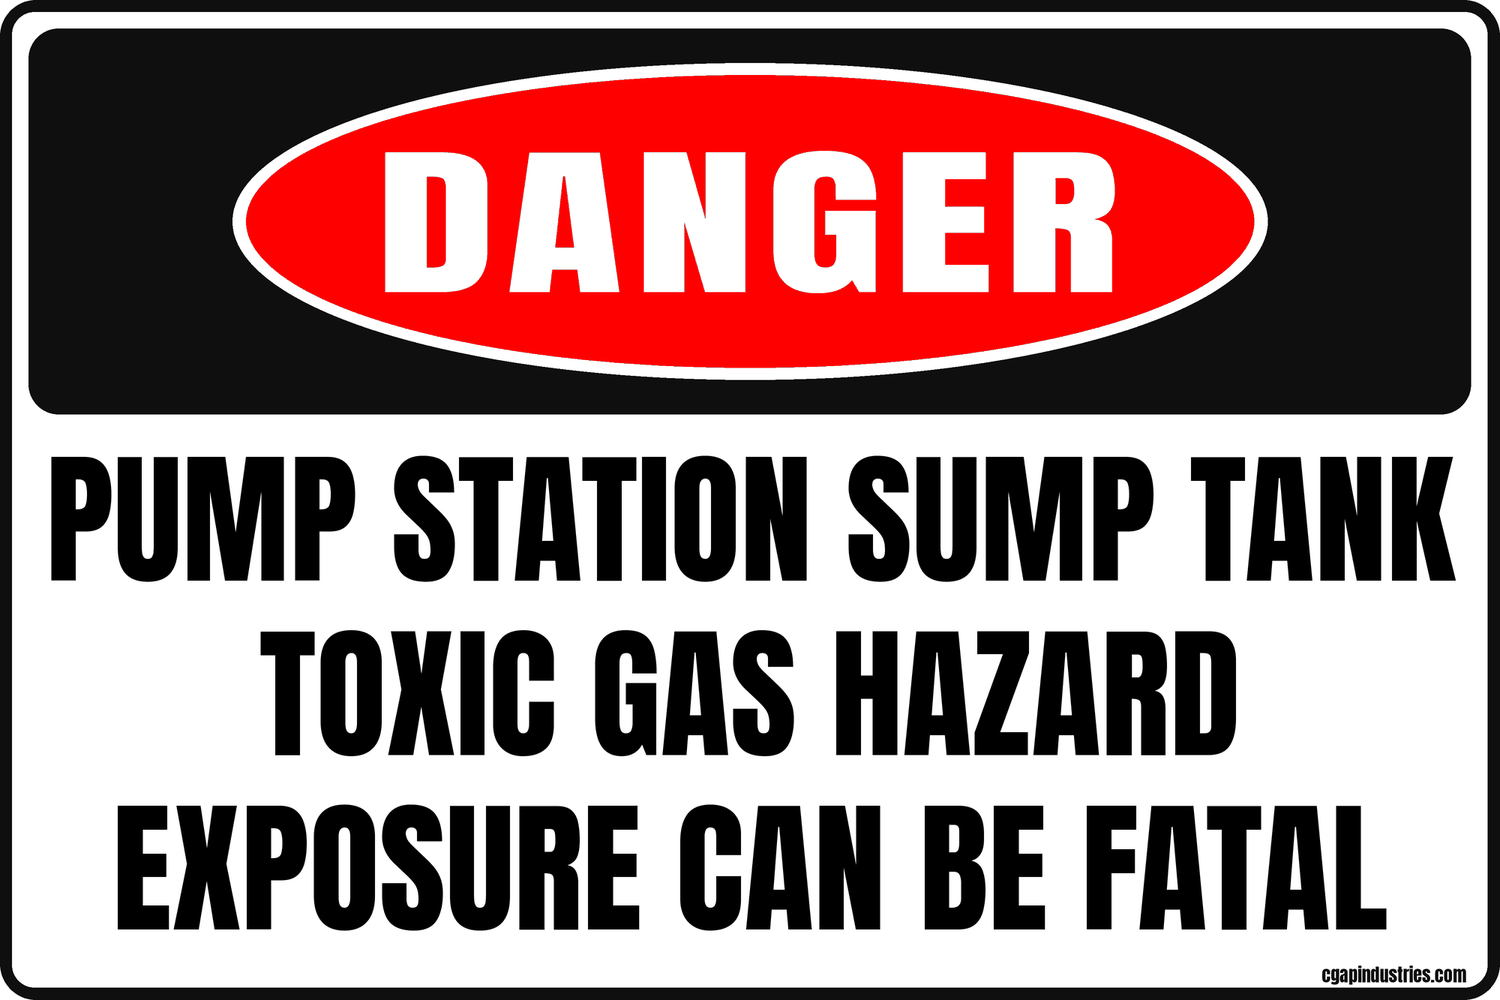 DANGER
PUMP STATION SUMP TANK
TOXIC GAS HAZARD
EXPOSURE CAN BE FATAL
cgapindustries.com